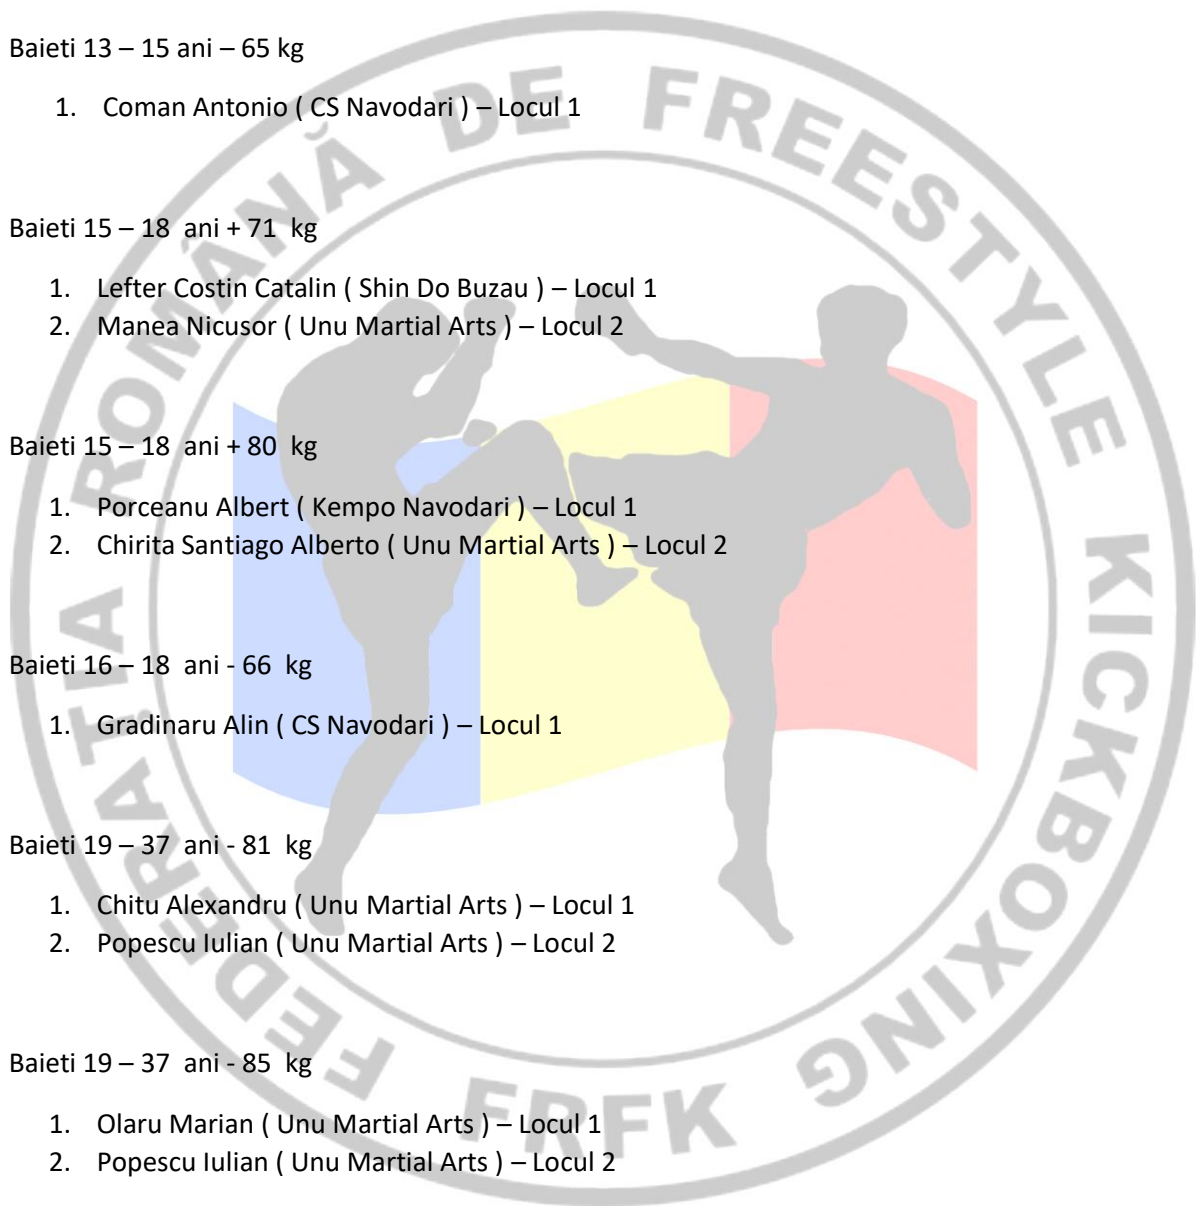 Baieti 13 – 15 ani – 65 kg
1. Coman Antonio ( CS Navodari ) – Locul 1
Baieti 15 – 18 ani + 71 kg
1. Lefter Costin Catalin ( Shin Do Buzau ) – Locul 1
2. Manea Nicusor ( Unu Martial Arts ) – Locul 2
Baieti 15 – 18 ani + 80 kg
1. Porceanu Albert ( Kempo Navodari ) – Locul 1
2. Chirita Santiago Alberto ( Unu Martial Arts ) – Locul 2
Baieti 16 – 18 ani - 66 kg
1. Gradinaru Alin ( CS Navodari ) – Locul 1
Baieti 19 – 37 ani - 81 kg
1. Chitu Alexandru ( Unu Martial Arts ) – Locul 1
2. Popescu Iulian ( Unu Martial Arts ) – Locul 2
Baieti 19 – 37 ani - 85 kg
1. Olaru Marian ( Unu Martial Arts ) – Locul 1
2. Popescu Iulian ( Unu Martial Arts ) – Locul 2
FEDERAȚIA ROMÂNĂ DE FREESTYLE KICKBOXING
FRFK